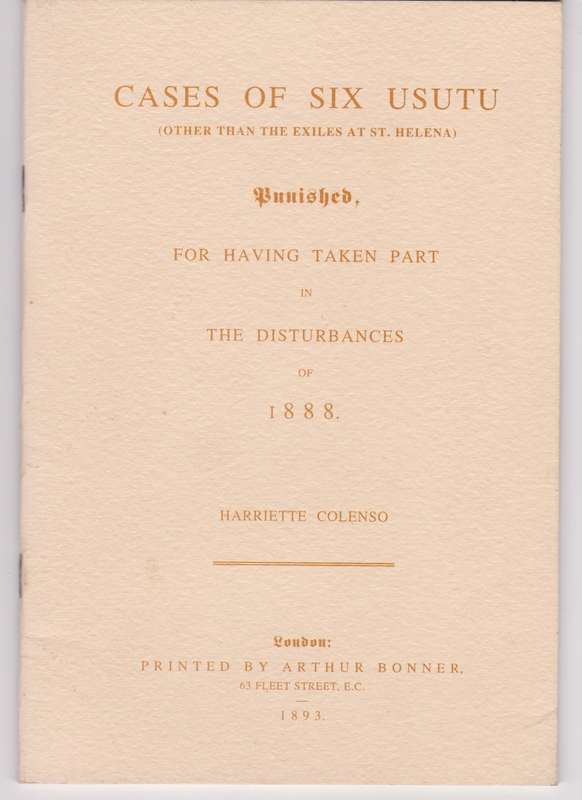 CASES OF SIX USUTU
(OTHER THAN THE EXILES AT ST. HELENA)
Punished,
FOR HAVING TAKEN PART
IN
THE DISTURBANCES
OF
1888.
HARRIETTE COLENSO
London:
PRINTED BY ARTHUR BONNER,
63 FLEET STREET, E.C.
1893.